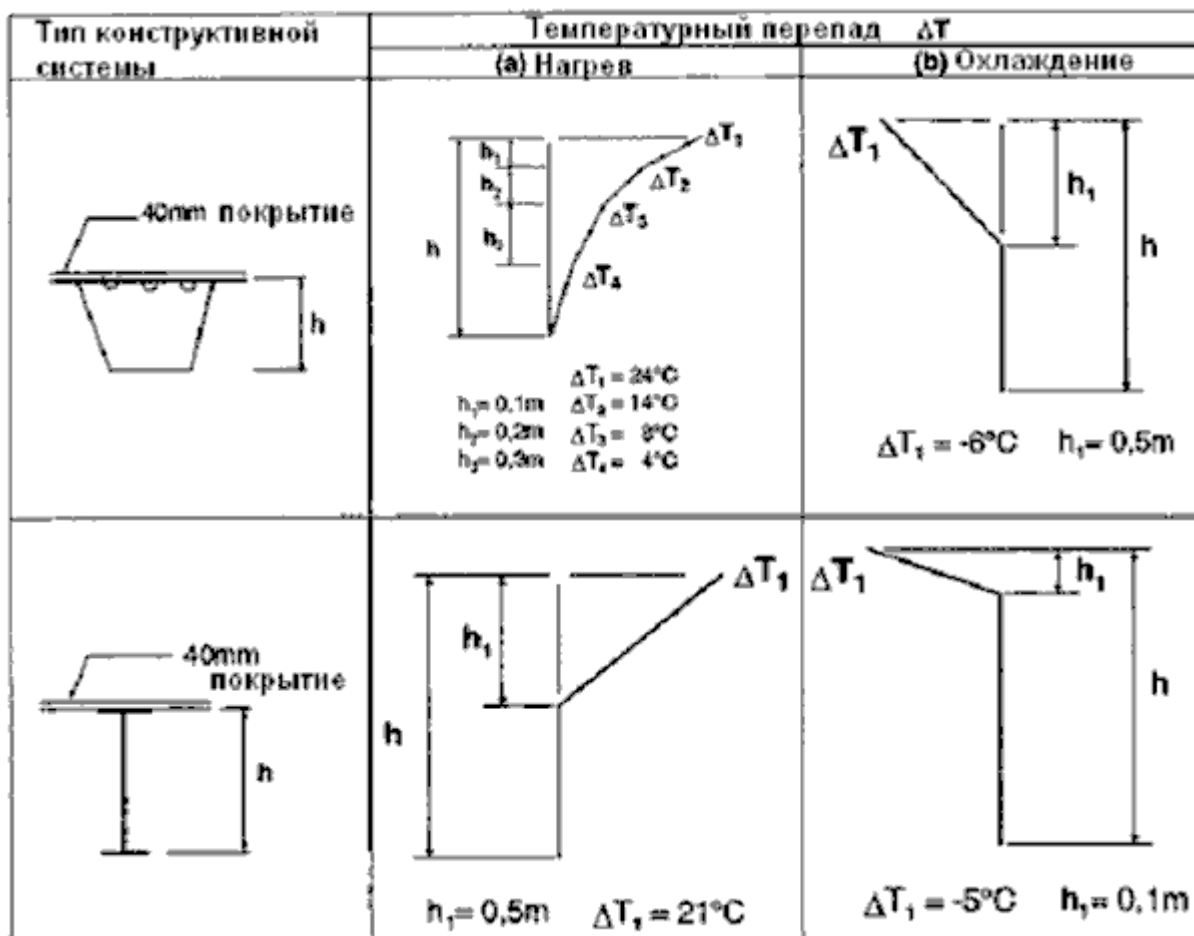 Тип конструктивной системы
Температурный перепад ΔT
(a) Нагрев
(b) Охлаждение
40mm покрытие
h
h
h₁
h₂
h₃
ΔT₁
ΔT₂
ΔT₃
ΔT₄
ΔT₁ = 24°C
h₁= 0,1m ΔT₂ = 14°C
h₂= 0,2m ΔT₃ = 8°C
h₃= 0,3m ΔT₄ = 4°C
ΔT₁
h₁
h
ΔT₁ = -6°C h₁= 0,5m
40mm
покрытие
h
h
h₁
ΔT₁
h₁= 0,5m ΔT₁ = 21°C
ΔT₁
h₁
h
ΔT₁ = -5°C h₁= 0,1m